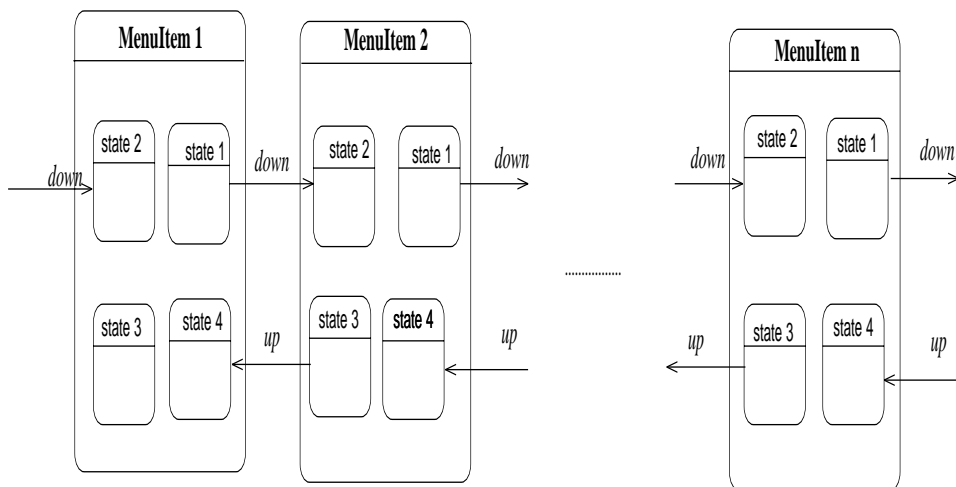 MenuItem 1
MenuItem 2
MenuItem n
state 2
state 1
state 2
state 1
state 2
state 1
down
down
down
down
down
.................
state 3
state 4
state 3
state 4
state 3
state 4
up
up
up
up